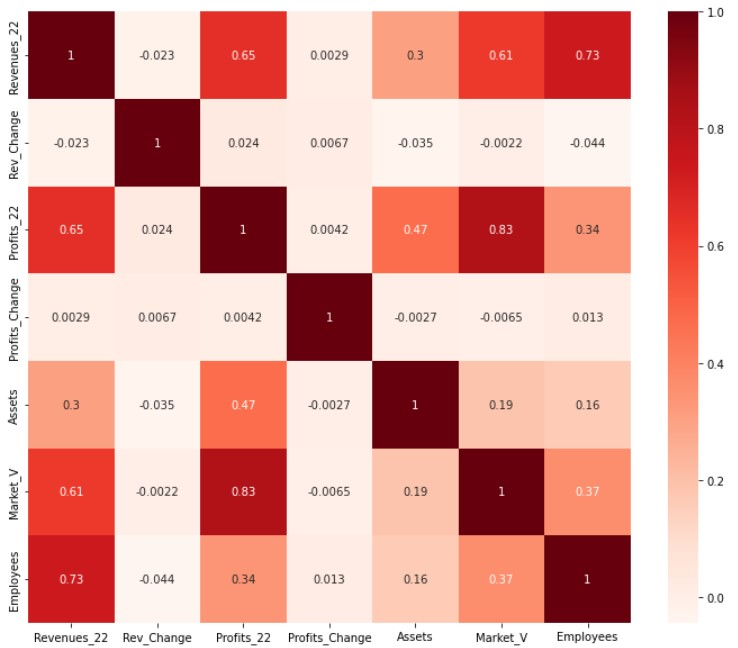 Revenues_22 1 -0.023 0.65 0.0029 0.3 0.61 0.73
Rev_Change -0.023 1 0.024 0.0067 -0.035 -0.0022 -0.044
Profits_22 0.65 0.024 1 0.0042 0.47 0.83 0.34
Profits_Change 0.0029 0.0067 0.0042 1 -0.0027 -0.0065 0.013
Assets 0.3 -0.035 0.47 -0.0027 1 0.19 0.16
Market_V 0.61 -0.0022 0.83 -0.0065 0.19 1 0.37
Employees 0.73 -0.044 0.34 0.013 0.16 0.37 1
Revenues_22 Rev_Change Profits_22 Profits_Change Assets Market_V Employees
1.0
0.8
0.6
0.4
0.2
0.0